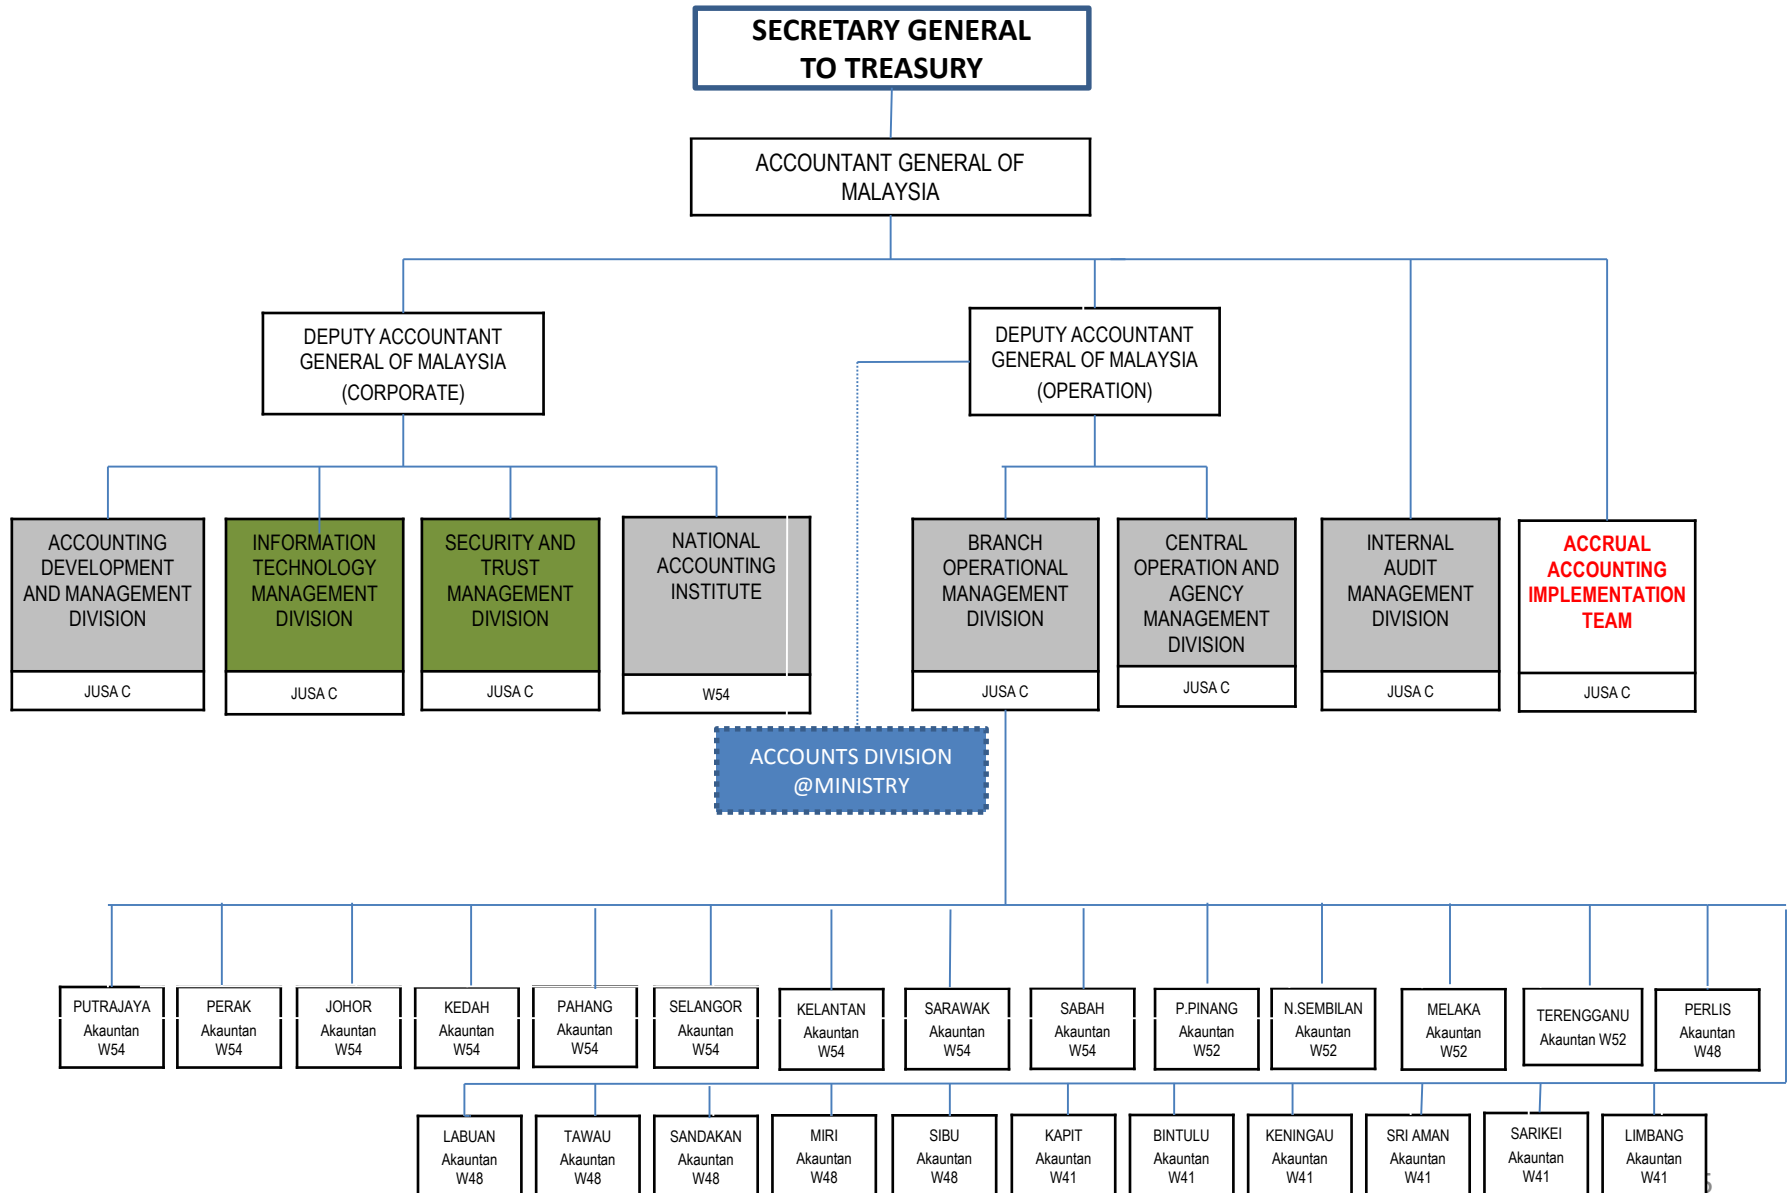 SECRETARY GENERAL
TO TREASURY
ACCOUNTANT GENERAL OF
MALAYSIA
DEPUTY ACCOUNTANT
GENERAL OF MALAYSIA
(CORPORATE)
DEPUTY ACCOUNTANT
GENERAL OF MALAYSIA
(OPERATION)
ACCOUNTING
DEVELOPMENT
AND MANAGEMENT
DIVISION
JUSA C
INFORMATION
TECHNOLOGY
MANAGEMENT
DIVISION
JUSA C
SECURITY AND
TRUST
MANAGEMENT
DIVISION
JUSA C
NATIONAL
ACCOUNTING
INSTITUTE
W54
BRANCH
OPERATIONAL
MANAGEMENT
DIVISION
JUSA C
CENTRAL
OPERATION AND
AGENCY
MANAGEMENT
DIVISION
JUSA C
INTERNAL
AUDIT
MANAGEMENT
DIVISION
JUSA C
ACCRUAL
ACCOUNTING
IMPLEMENTATION
TEAM
JUSA C
ACCOUNTS DIVISION
@MINISTRY
PUTRAJAYA
Akauntan
W54
PERAK
Akauntan
W54
JOHOR
Akauntan
W54
KEDAH
Akauntan
W54
PAHANG
Akauntan
W54
SELANGOR
Akauntan
W54
KELANTAN
Akauntan
W54
SARAWAK
Akauntan
W54
SABAH
Akauntan
W54
P.PINANG
Akauntan
W52
N.SEMBILAN
Akauntan
W52
MELAKA
Akauntan
W52
TERENGGANU
Akauntan W52
PERLIS
Akauntan
W48
LABUAN
Akauntan
W48
TAWAU
Akauntan
W48
SANDAKAN
Akauntan
W48
MIRI
Akauntan
W48
SIBU
Akauntan
W48
KAPIT
Akauntan
W41
BINTULU
Akauntan
W41
KENINGAU
Akauntan
W41
SRI AMAN
Akauntan
W41
SARIKEI
Akauntan
W41
LIMBANG
Akauntan
W41